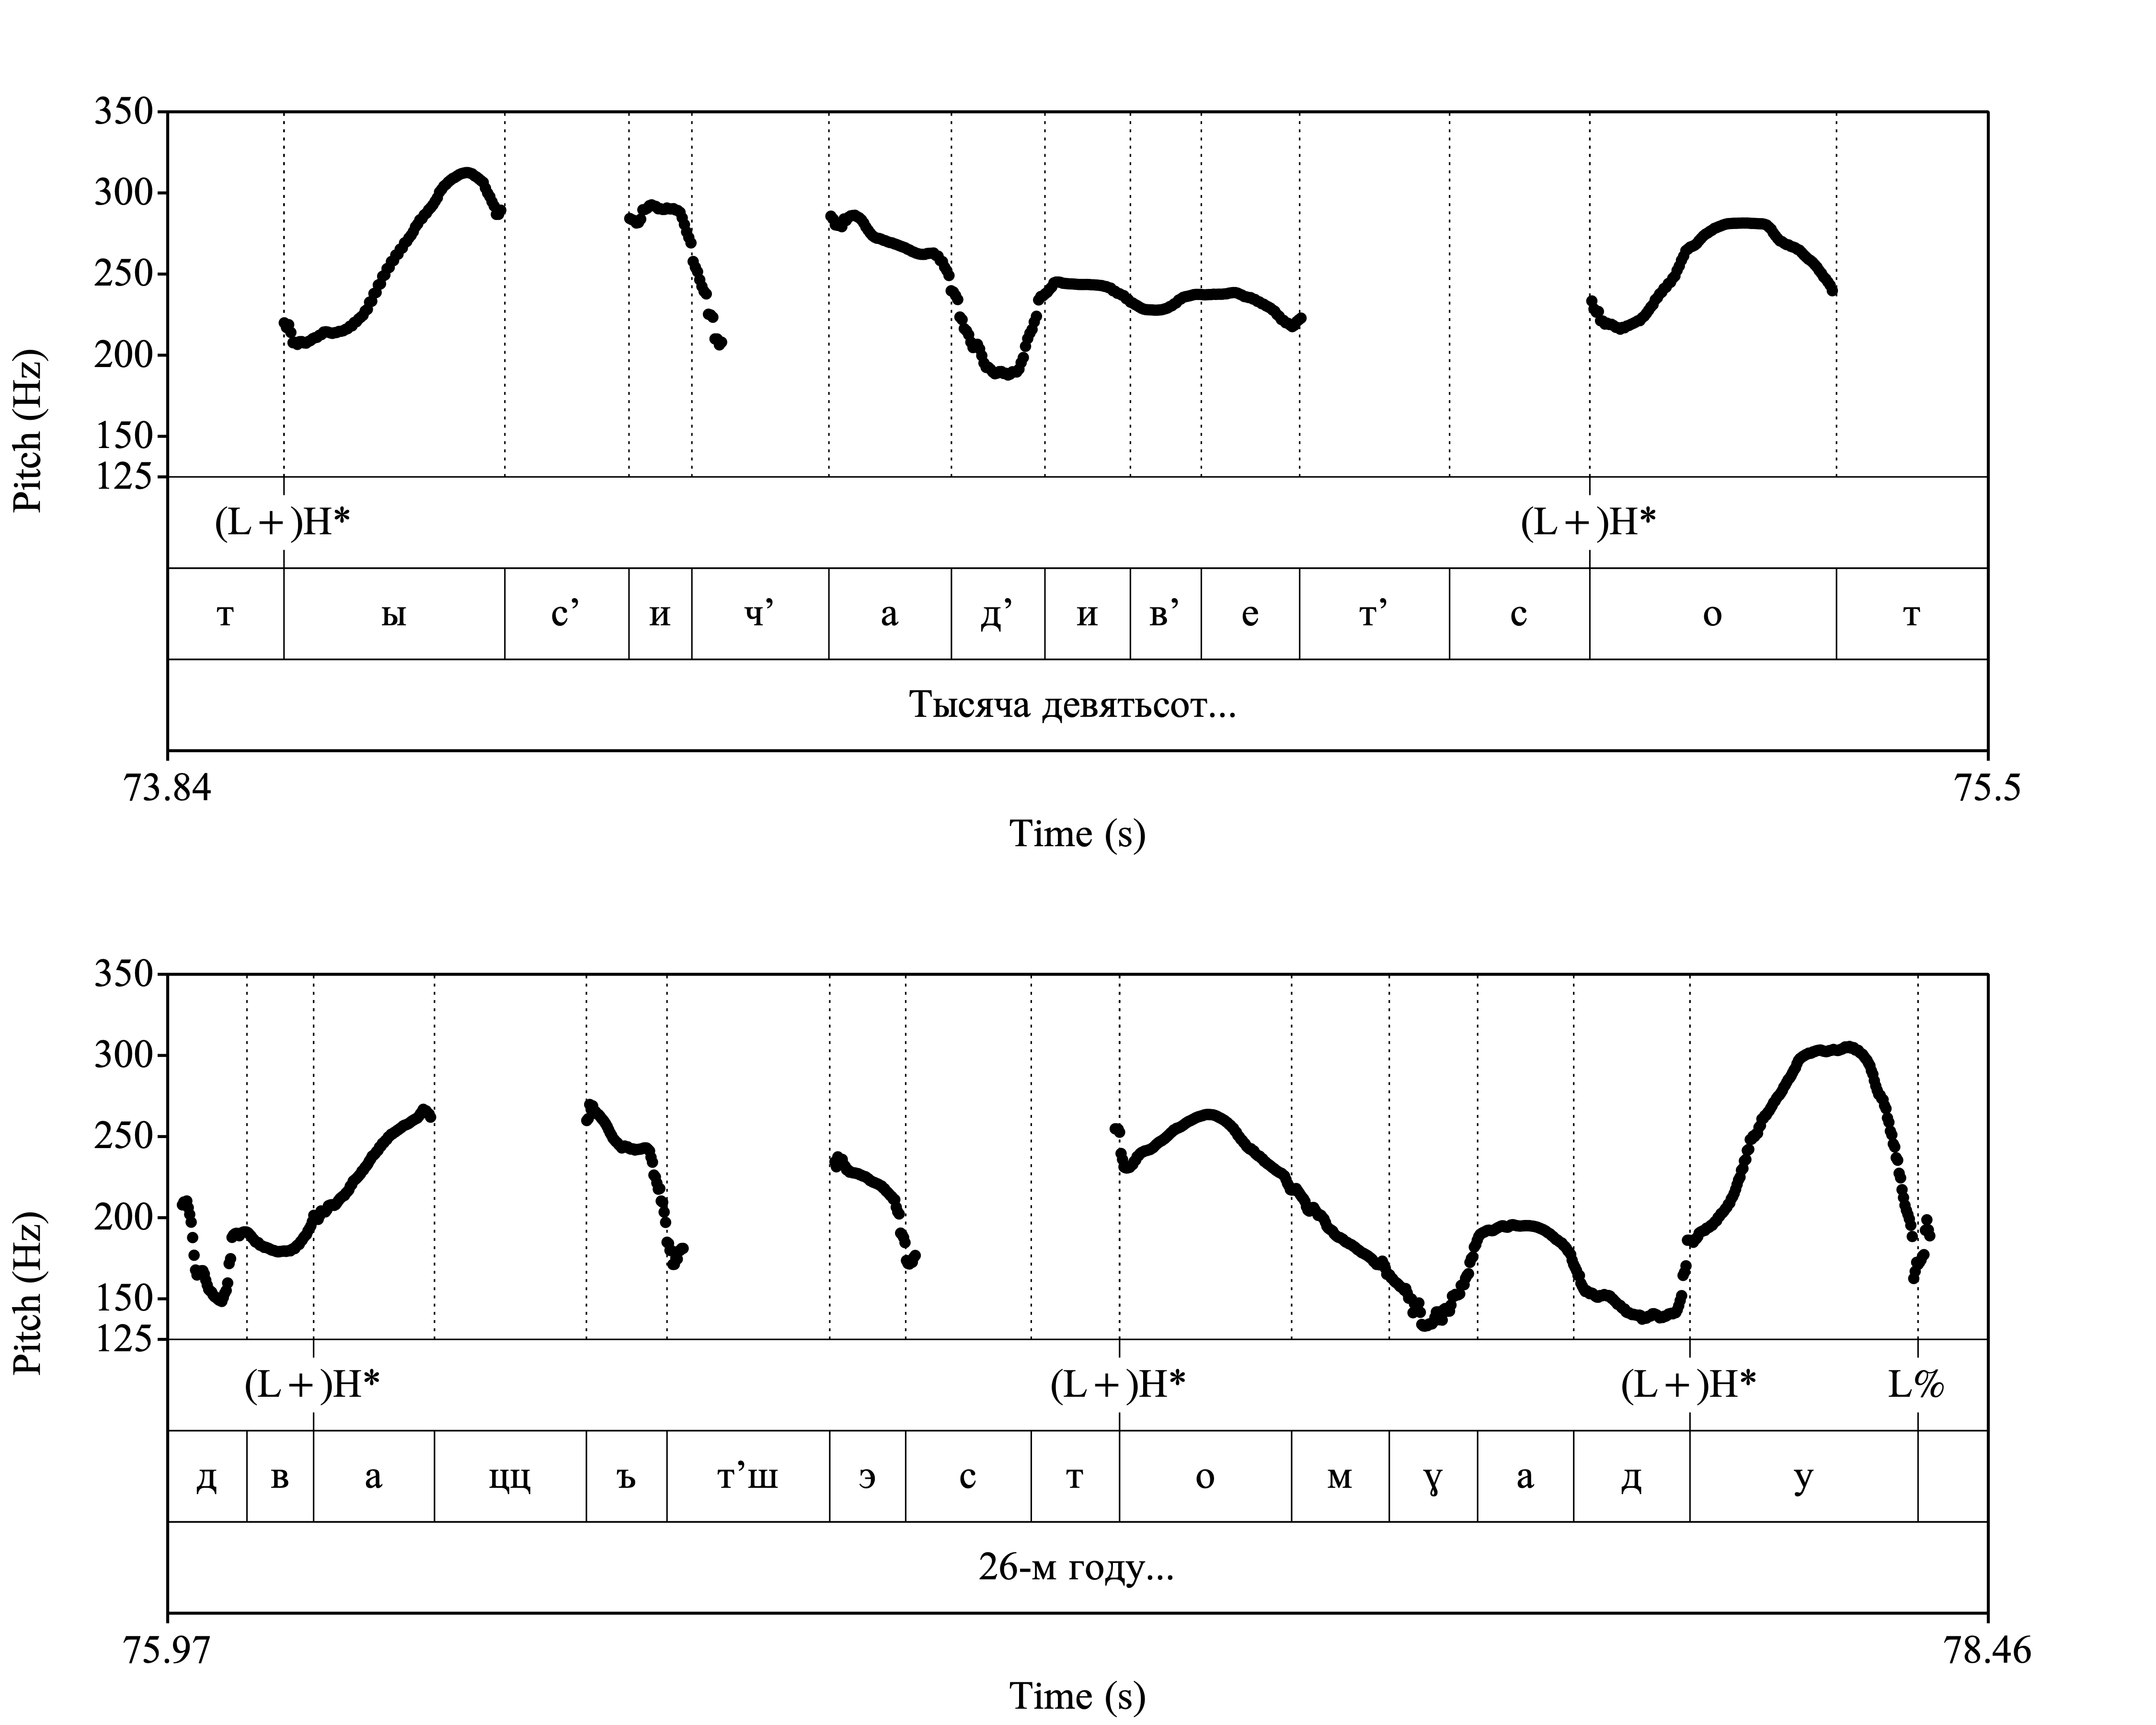 350
300
250
200
150
125
Pitch (Hz)
(L+)H* (L+)H*
т ы с’ и ч’ а д’ и в’ е т’ с о т
Тысяча девятьсот...
73.84 75.5
Time (s)
350
300
250
200
150
125
Pitch (Hz)
(L+)H* (L+)H* (L+)H* L%
д в а цц ъ т’ш э с т о м ɣ а д у
26-м году...
75.97 78.46
Time (s)